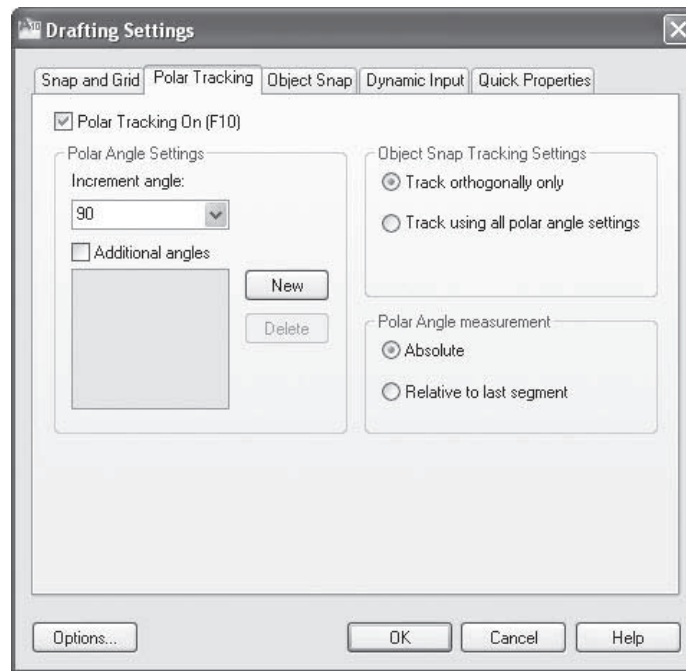 Drafting Settings
Snap and Grid
Polar Tracking
Object Snap
Dynamic Input
Quick Properties
Polar Tracking On (F10)
Polar Angle Settings
Increment angle:
90
Additional angles
New
Delete
Object Snap Tracking Settings
Track orthogonally only
Track using all polar angle settings
Polar Angle measurement
Absolute
Relative to last segment
Options...
OK
Cancel
Help